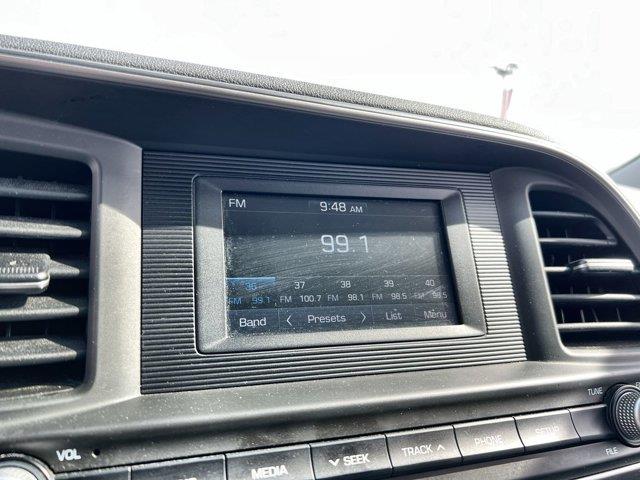 FM 9:48 AM
99.1
36 37 38 39 40
FM 99.1 FM 100.7 FM 98.1 FM 98.5 FM 98.5
Band < Presets > List Menu
TUNE
FILE
VOL
MEDIA ∨ SEEK TRACK ∧ PHONE SETUP